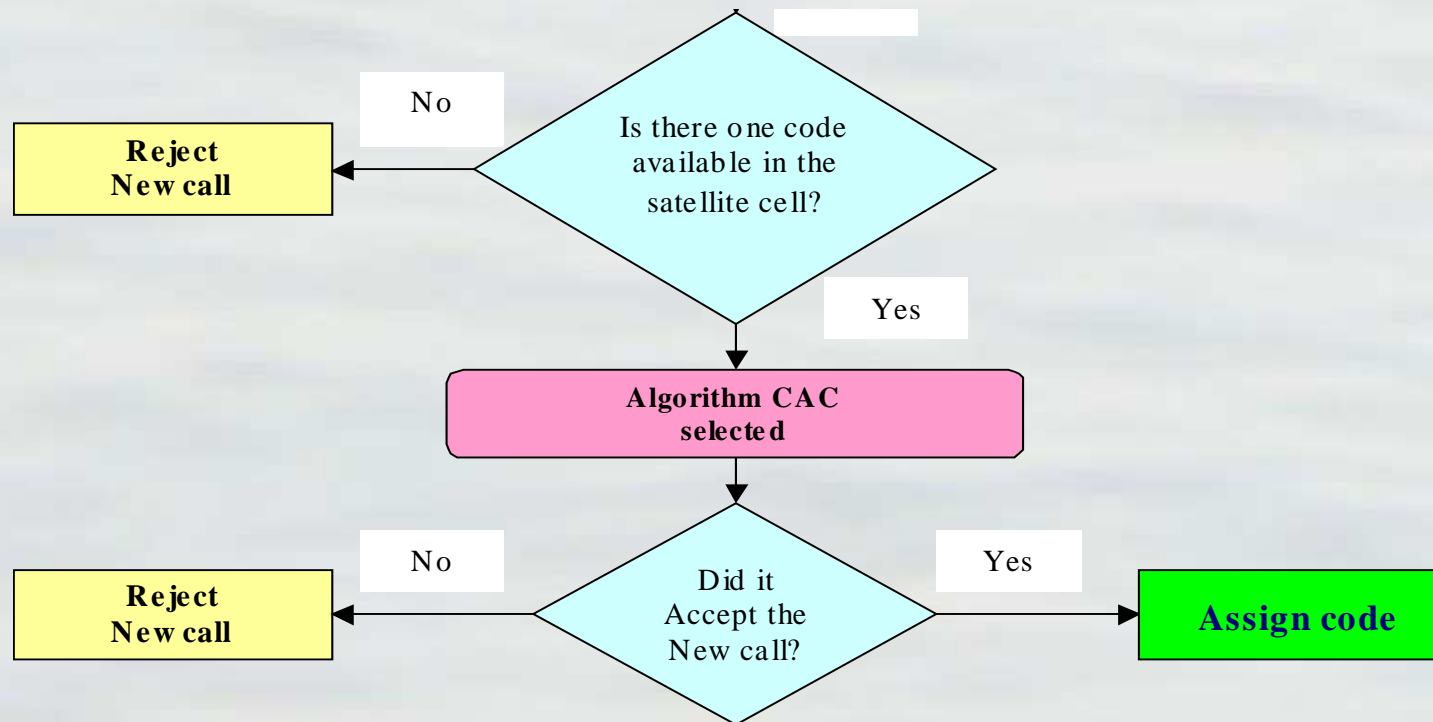 No
Is there one code
available in the
satellite cell?
Reject
New call
Yes
Algorithm CAC
selected
No
Did it
Accept the
New call?
Yes
Reject
New call
Assign code